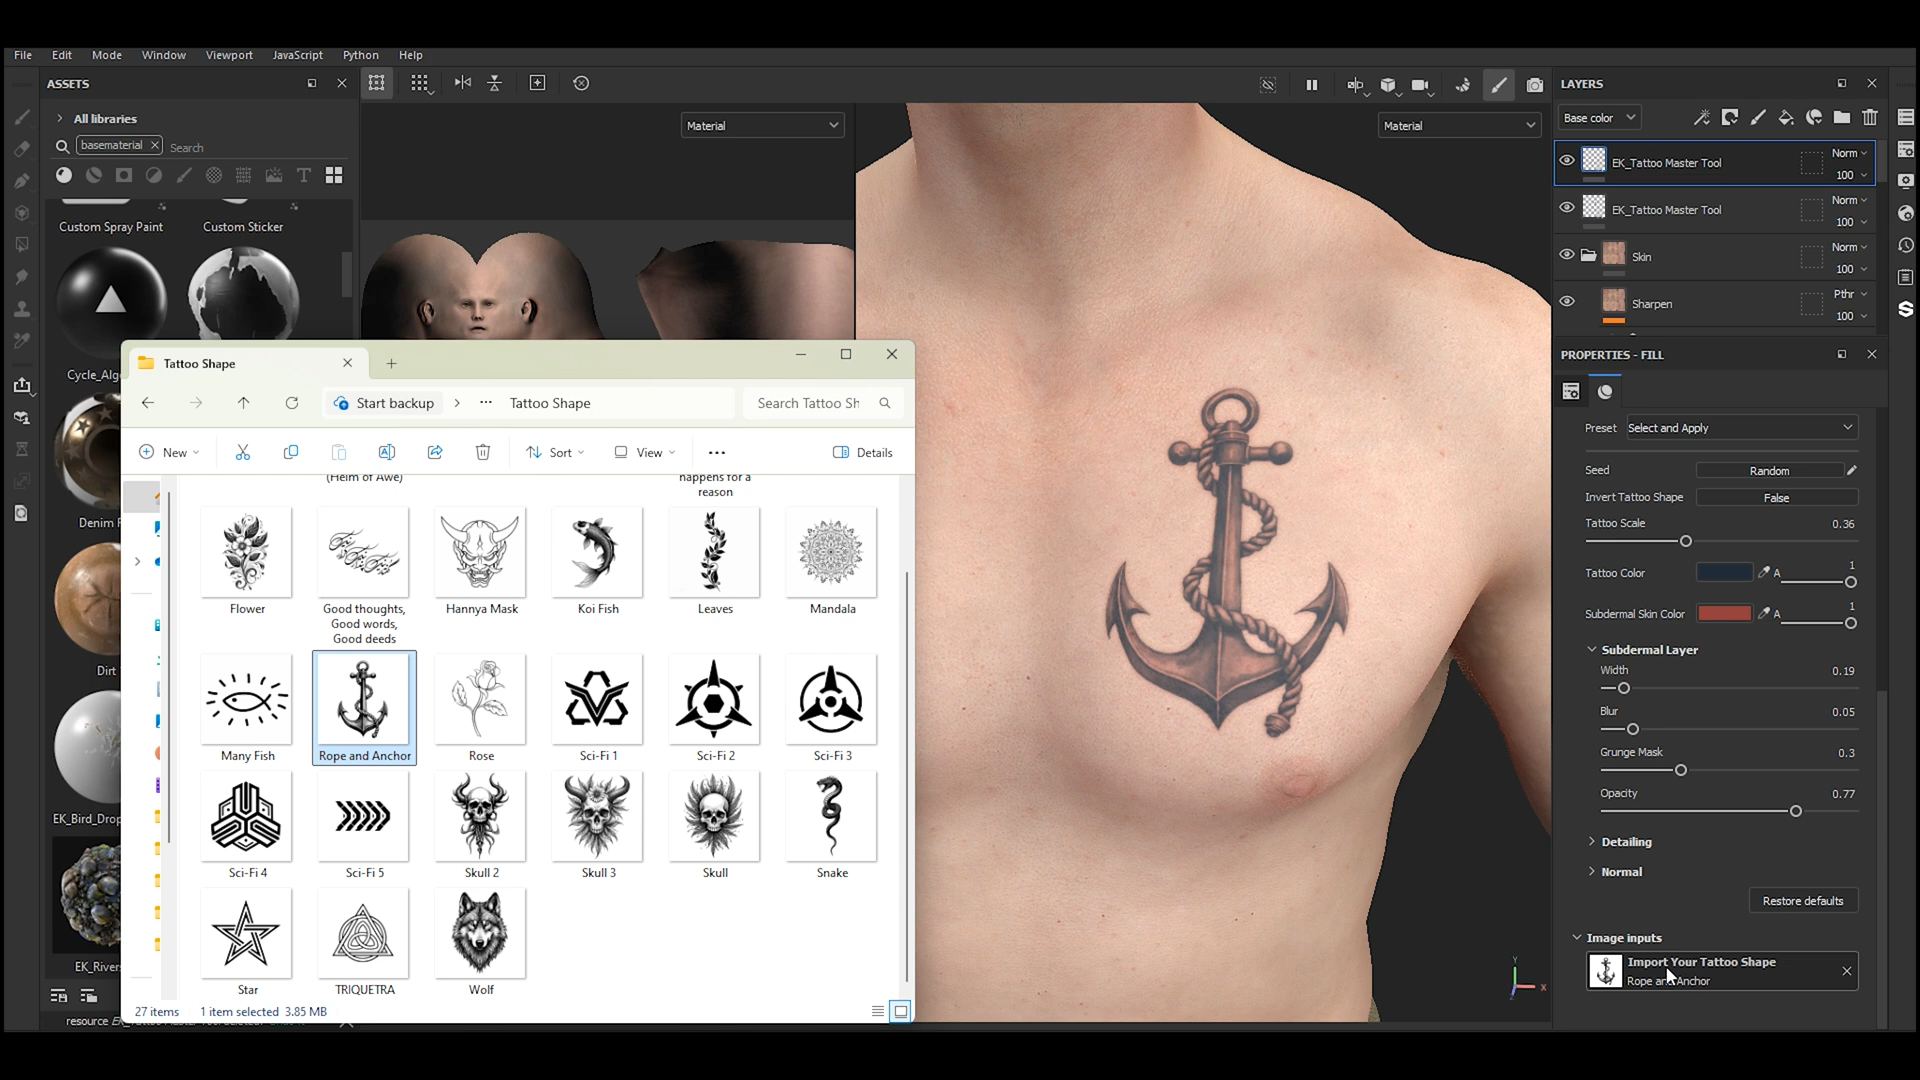 File Edit Mode Window Viewport JavaScript Python Help
ASSETS
All libraries
basematerial Search
Custom Spray Paint Custom Sticker
Material
Material
LAYERS
Base color
EK_Tattoo Master Tool Norm 100
EK_Tattoo Master Tool Norm 100
Skin Norm 100
Sharpen Pthr 100
Tattoo Shape
Start backup Tattoo Shape Search Tattoo Sh
New Sort View Details
(Helm of Awe) happens for a
reason
Flower Good thoughts, Hannya Mask Koi Fish Leaves Mandala
Good words,
Good deeds
Many Fish Rope and Anchor Rose Sci-Fi 1 Sci-Fi 2 Sci-Fi 3
Sci-Fi 4 Sci-Fi 5 Skull 2 Skull 3 Skull Snake
Star TRIQUETRA Wolf
27 items 1 item selected 3.85 MB
Cycle_Alg
Denim
Dirt
EK_Bird_Drop
EK_River
resource
PROPERTIES - FILL
Preset Select and Apply
Seed Random
Invert Tattoo Shape False
Tattoo Scale 0.36
Tattoo Color A 1
Subdermal Skin Color A 1
Subdermal Layer
Width 0.19
Blur 0.05
Grunge Mask 0.3
Opacity 0.77
Detailing
Normal
Restore defaults
Image inputs
Import Your Tattoo Shape
Rope and Anchor
Y
X